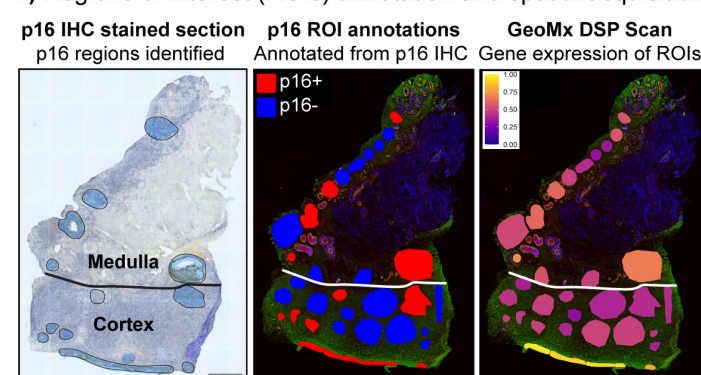 p16 IHC stained section
p16 regions identified
p16 ROI annotations
Annotated from p16 IHC
GeoMx DSP Scan
Gene expression of ROIs
p16+
p16-
1.00
0.75
0.50
0.25
0.00
Medulla
Cortex